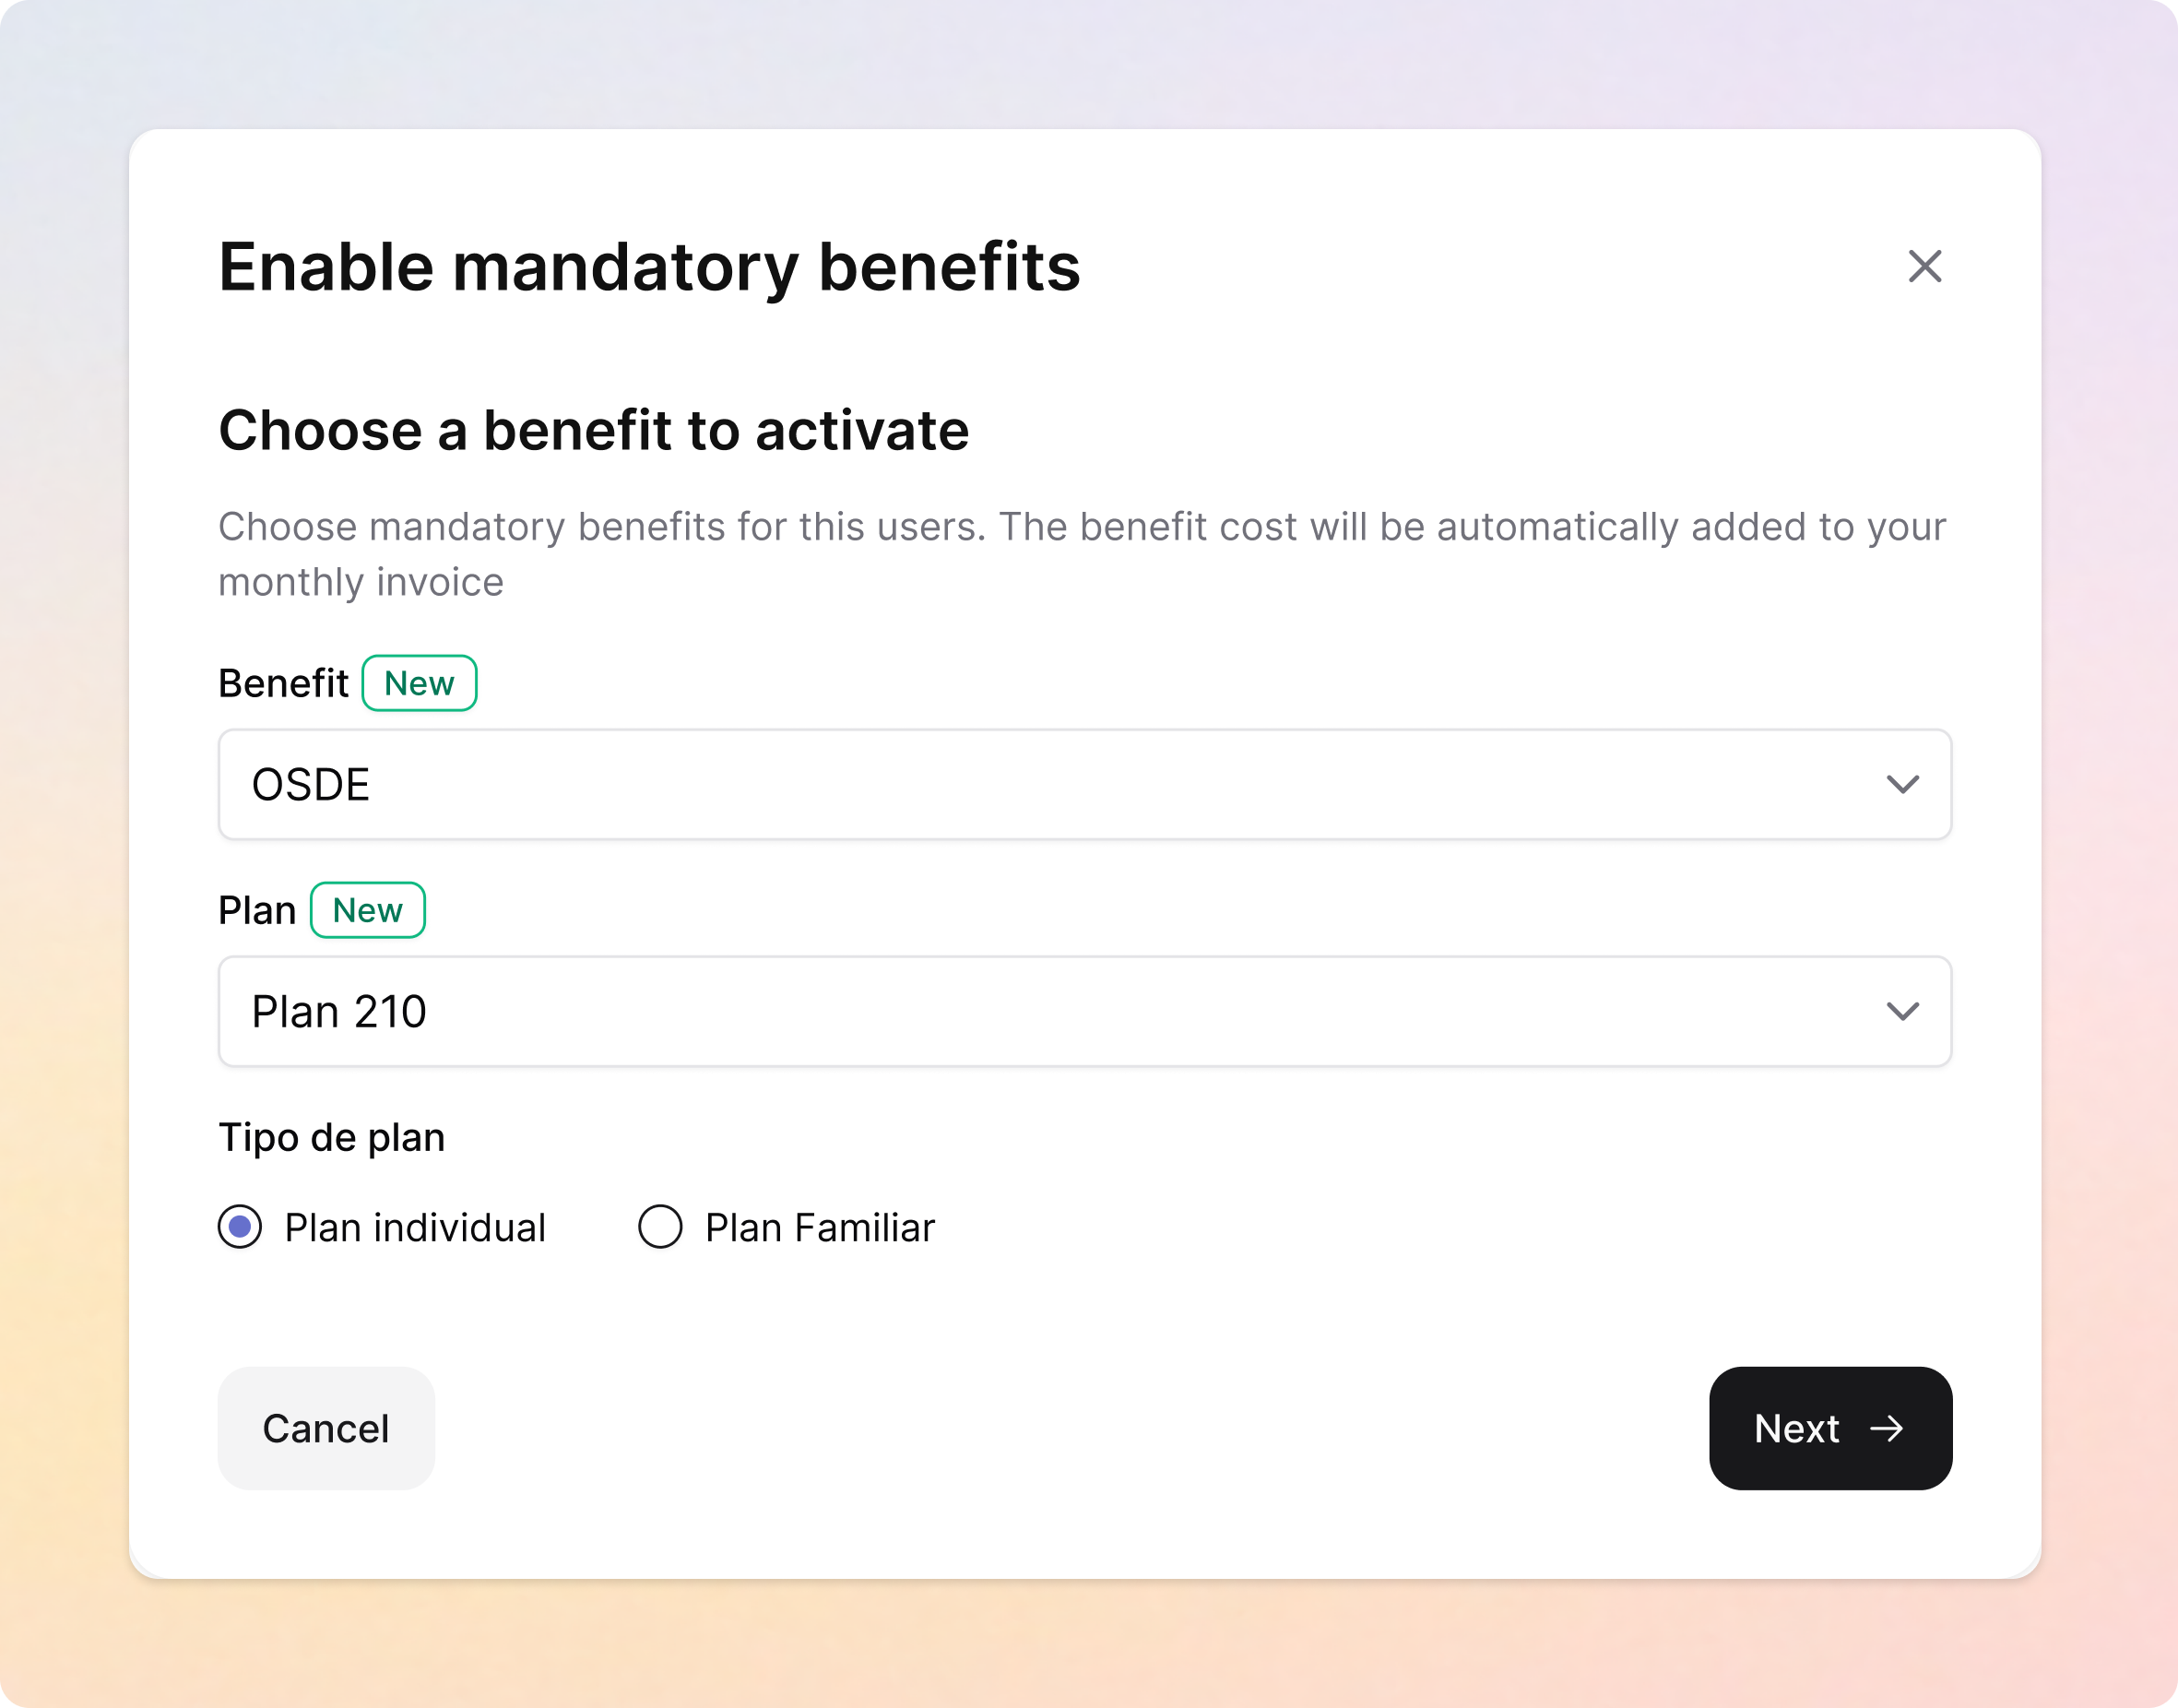 Enable mandatory benefits
Choose a benefit to activate
Choose mandatory benefits for this users. The benefit cost will be automatically added to your
monthly invoice
Benefit New
OSDE
Plan New
Plan 210
Tipo de plan
Plan individual Plan Familiar
Cancel Next